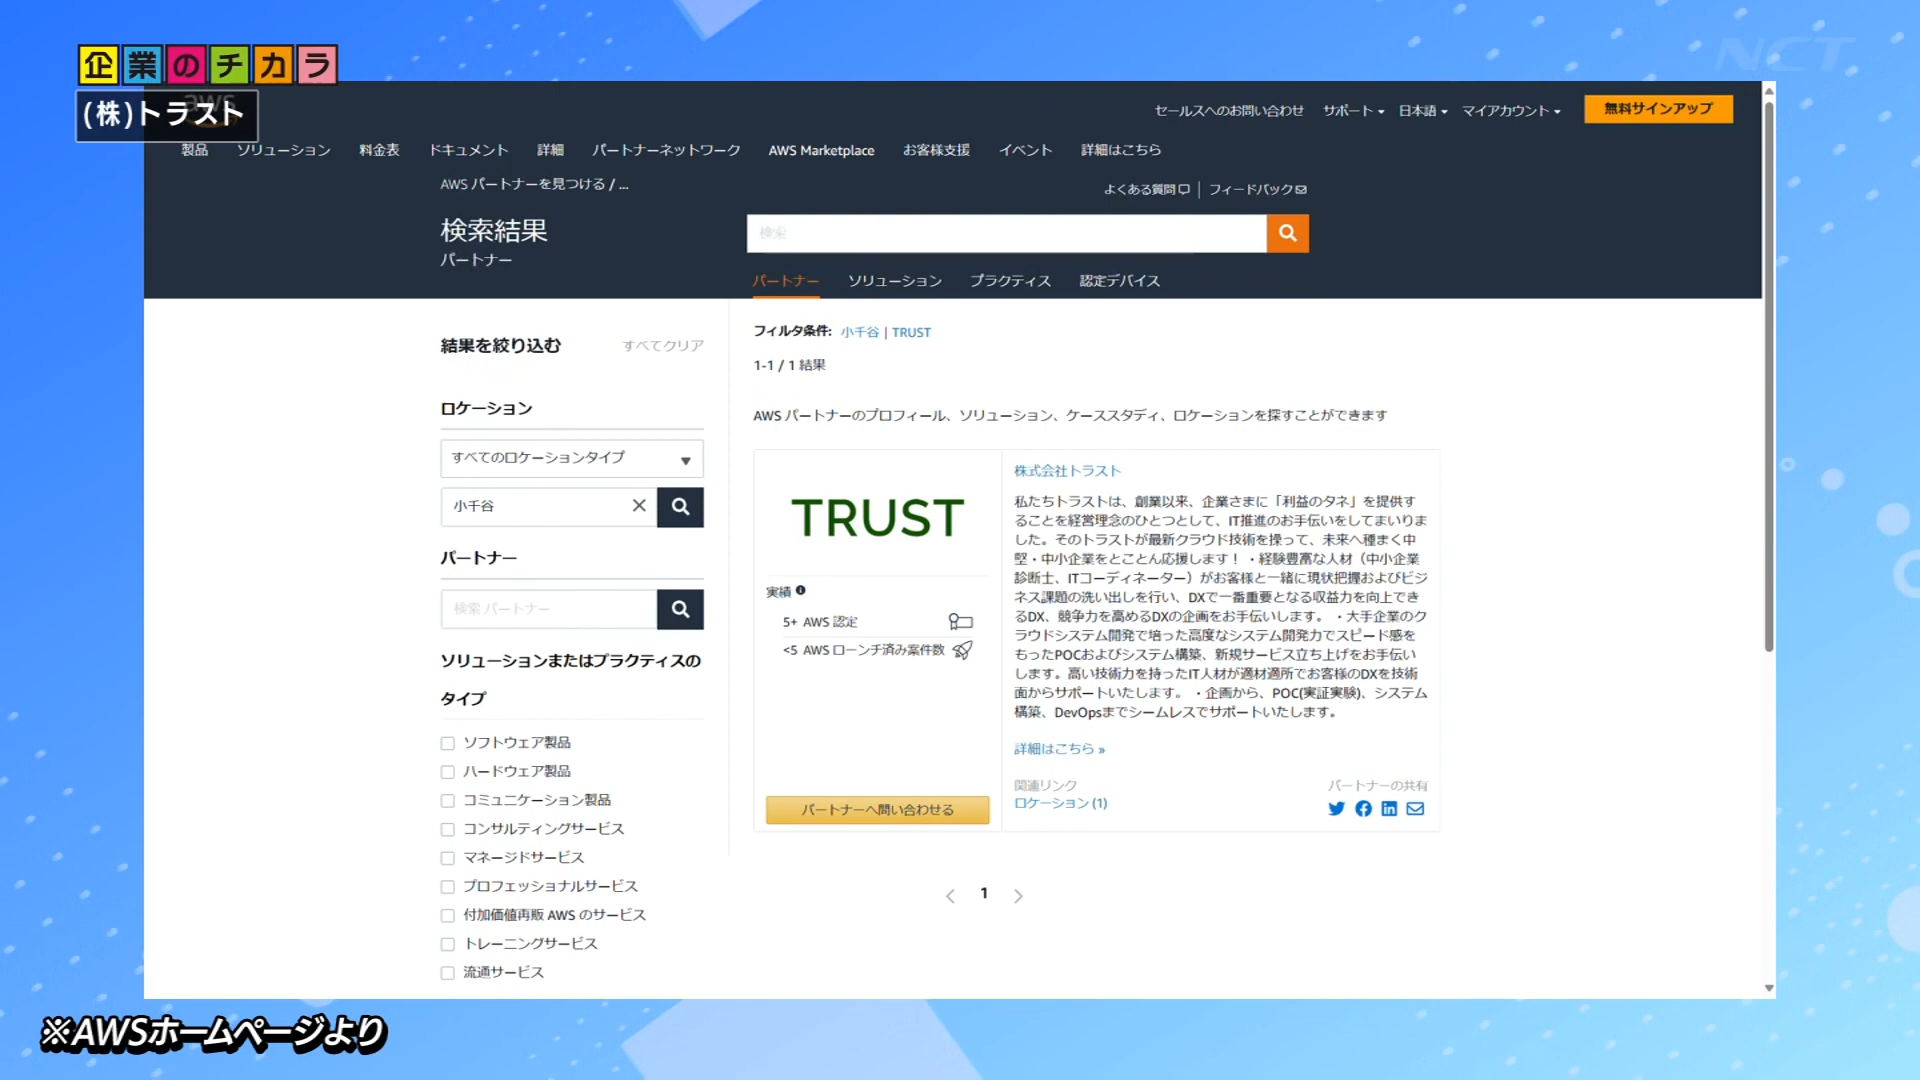 企業のチカラ
NCT
(株)トラスト
aws
セールスへのお問い合わせ サポート 日本語 マイアカウント 無料サインアップ
製品 ソリューション 料金表 ドキュメント 詳細 パートナーネットワーク AWS Marketplace お客様支援 イベント 詳細はこちら
AWS パートナーを見つける / ...
よくある質問 | フィードバック
検索結果
パートナー
検索
パートナー ソリューション プラクティス 認定デバイス
結果を絞り込む すべてクリア
ロケーション
すべてのロケーションタイプ
小千谷
パートナー
検索 パートナー
ソリューションまたはプラクティスの
タイプ
ソフトウェア製品
ハードウェア製品
コミュニケーション製品
コンサルティングサービス
マネージドサービス
プロフェッショナルサービス
付加価値再販 AWS のサービス
トレーニングサービス
流通サービス
フィルタ条件: 小千谷 | TRUST
1-1 / 1 結果
AWS パートナーのプロフィール、ソリューション、ケーススタディ、ロケーションを探すことができます
TRUST
実績
5+ AWS 認定
<5 AWS ローンチ済み案件数
パートナーへ問い合わせる
株式会社トラスト
私たちトラストは、創業以来、企業さまに「利益のタネ」を提供す
ることを経営理念のひとつとして、IT推進のお手伝いをしてまいりま
した。そのトラストが最新クラウド技術を操って、未来へ種まく中
堅・中小企業をとことん応援します！ ・経験豊富な人材（中小企業
診断士、ITコーディネーター）がお客様と一緒に現状把握およびビジ
ネス課題の洗い出しを行い、DXで一番重要となる収益力を向上でき
るDX、競争力を高めるDXの企画をお手伝いします。 ・大手企業のク
ラウドシステム開発で培った高度なシステム開発力でスピード感を
もったPOCおよびシステム構築、新規サービス立ち上げをお手伝い
します。高い技術力を持ったIT人材が適材適所でお客様のDXを技術
面からサポートいたします。 ・企画から、POC(実証実験)、システム
構築、DevOpsまでシームレスでサポートいたします。
詳細はこちら »
関連リンク
ロケーション (1)
パートナーの共有
1
※AWSホームページより